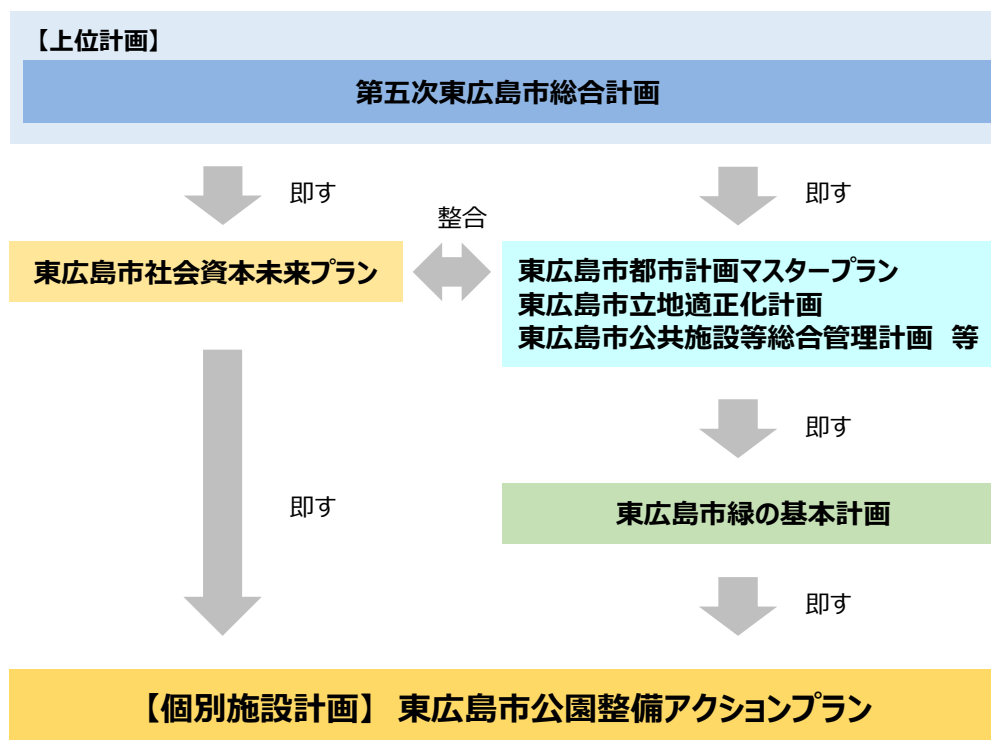 【上位計画】
第五次東広島市総合計画
即す
即す
整合
東広島市社会資本未来プラン
東広島市都市計画マスタープラン
東広島市立地適正化計画
東広島市公共施設等総合管理計画 等
即す
即す
東広島市緑の基本計画
即す
【個別施設計画】 東広島市公園整備アクションプラン